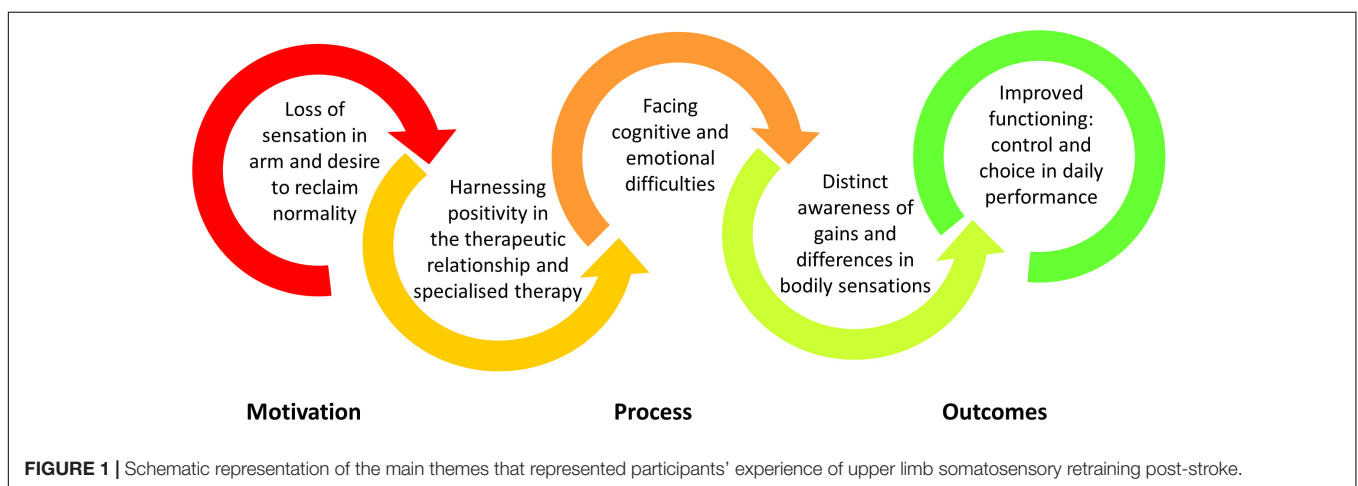 Loss of
sensation in
arm and desire
to reclaim
normality
Harnessing
positivity in
the therapeutic
relationship and
specialised therapy
Facing
cognitive and
emotional
difficulties
Distinct
awareness of
gains and
differences in
bodily sensations
Improved
functioning:
control and
choice in daily
performance
Motivation
Process
Outcomes
FIGURE 1 | Schematic representation of the main themes that represented participants’ experience of upper limb somatosensory retraining post-stroke.